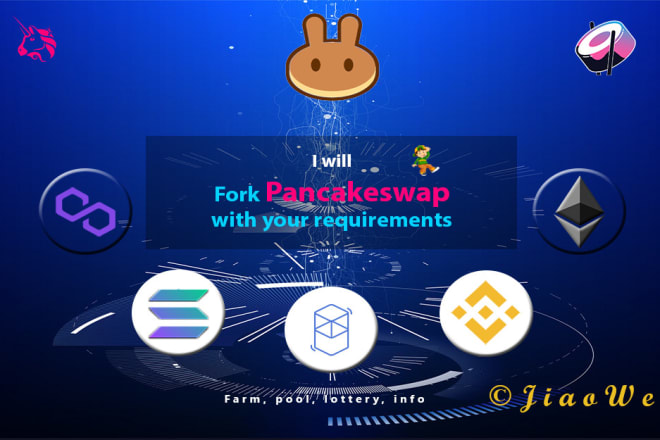 I will
Fork Pancakeswap
with your requirements
Farm, pool, lottery, info
© JiaoWe